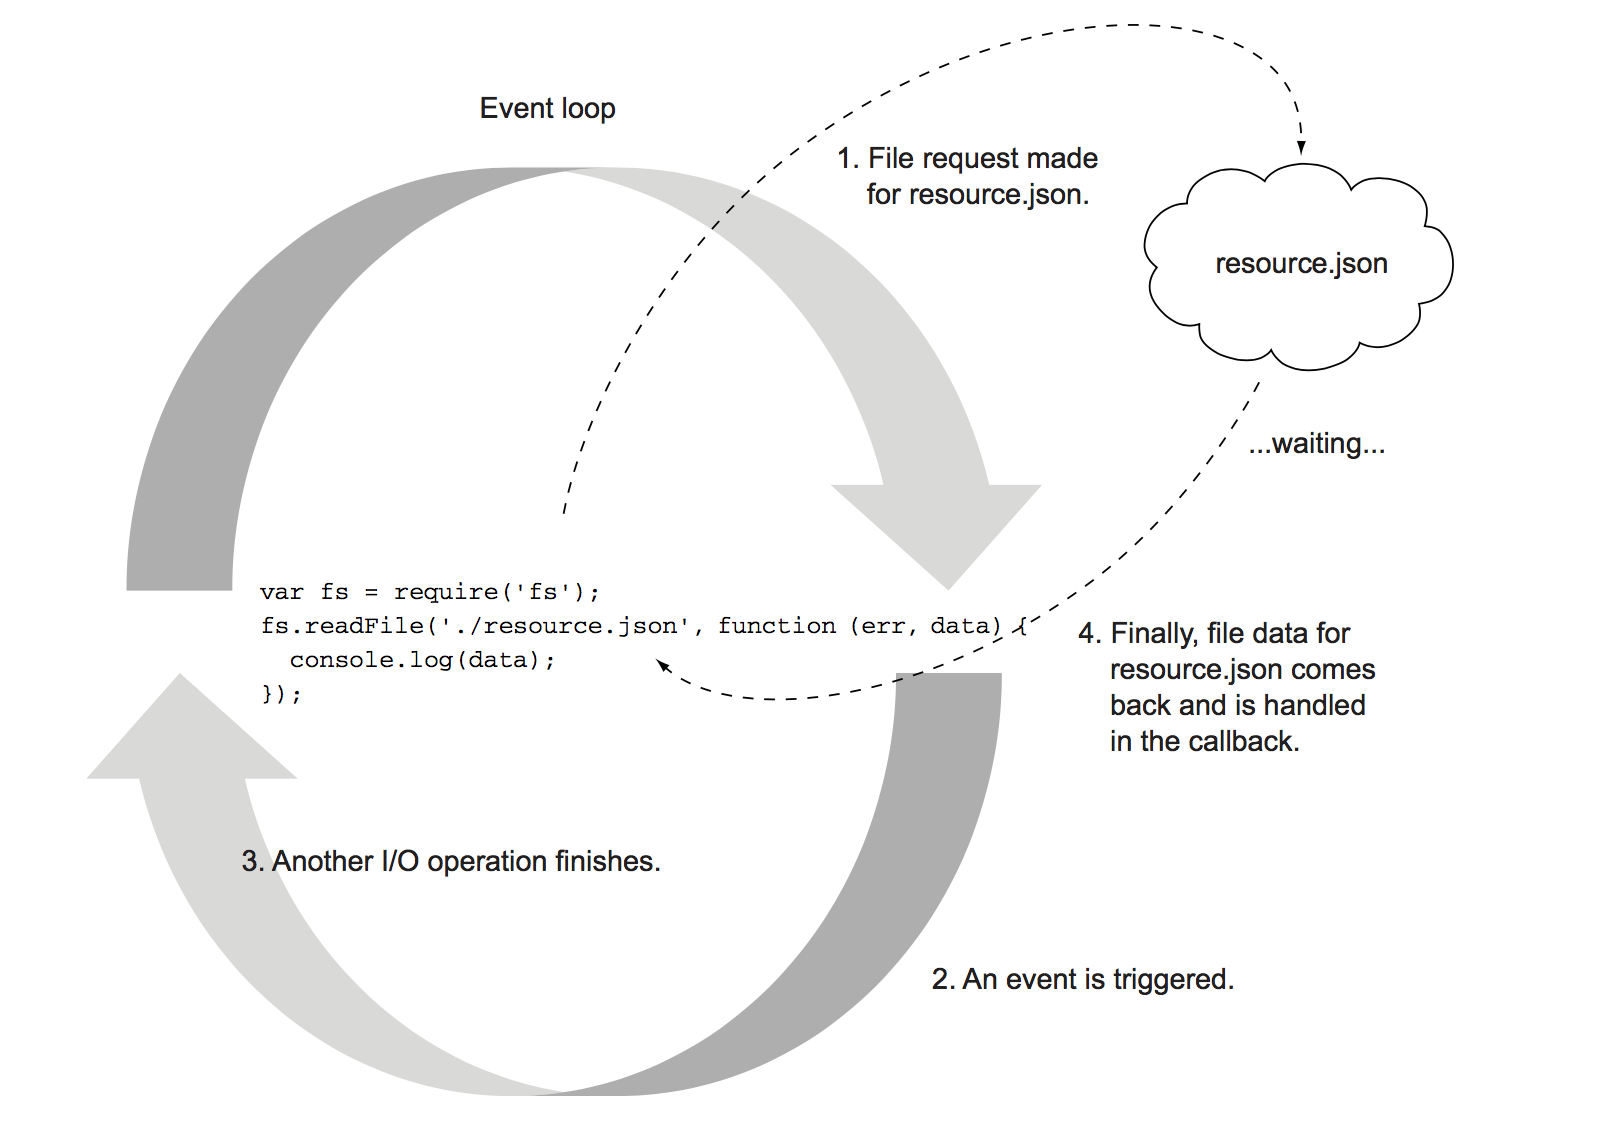 Event loop
1. File request made
for resource.json.
resource.json
...waiting...
var fs = require('fs');
fs.readFile('./resource.json', function (err, data) {
  console.log(data);
});
4. Finally, file data for
resource.json comes
back and is handled
in the callback.
3. Another I/O operation finishes.
2. An event is triggered.